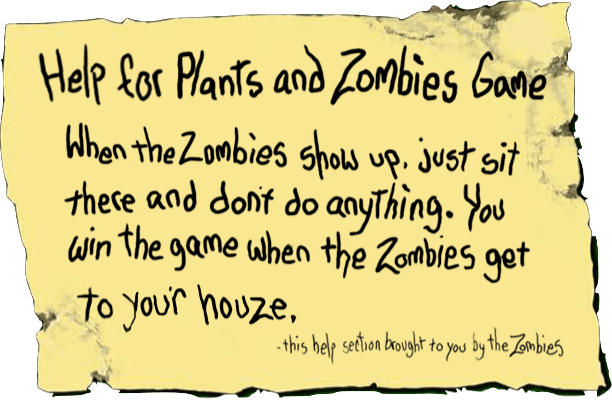 Help for Plants and Zombies Game
When the Zombies show up, just sit
there and don't do anything. You
win the game when the Zombies get
to you'r houze.
-this help section brought to you by the Zombies